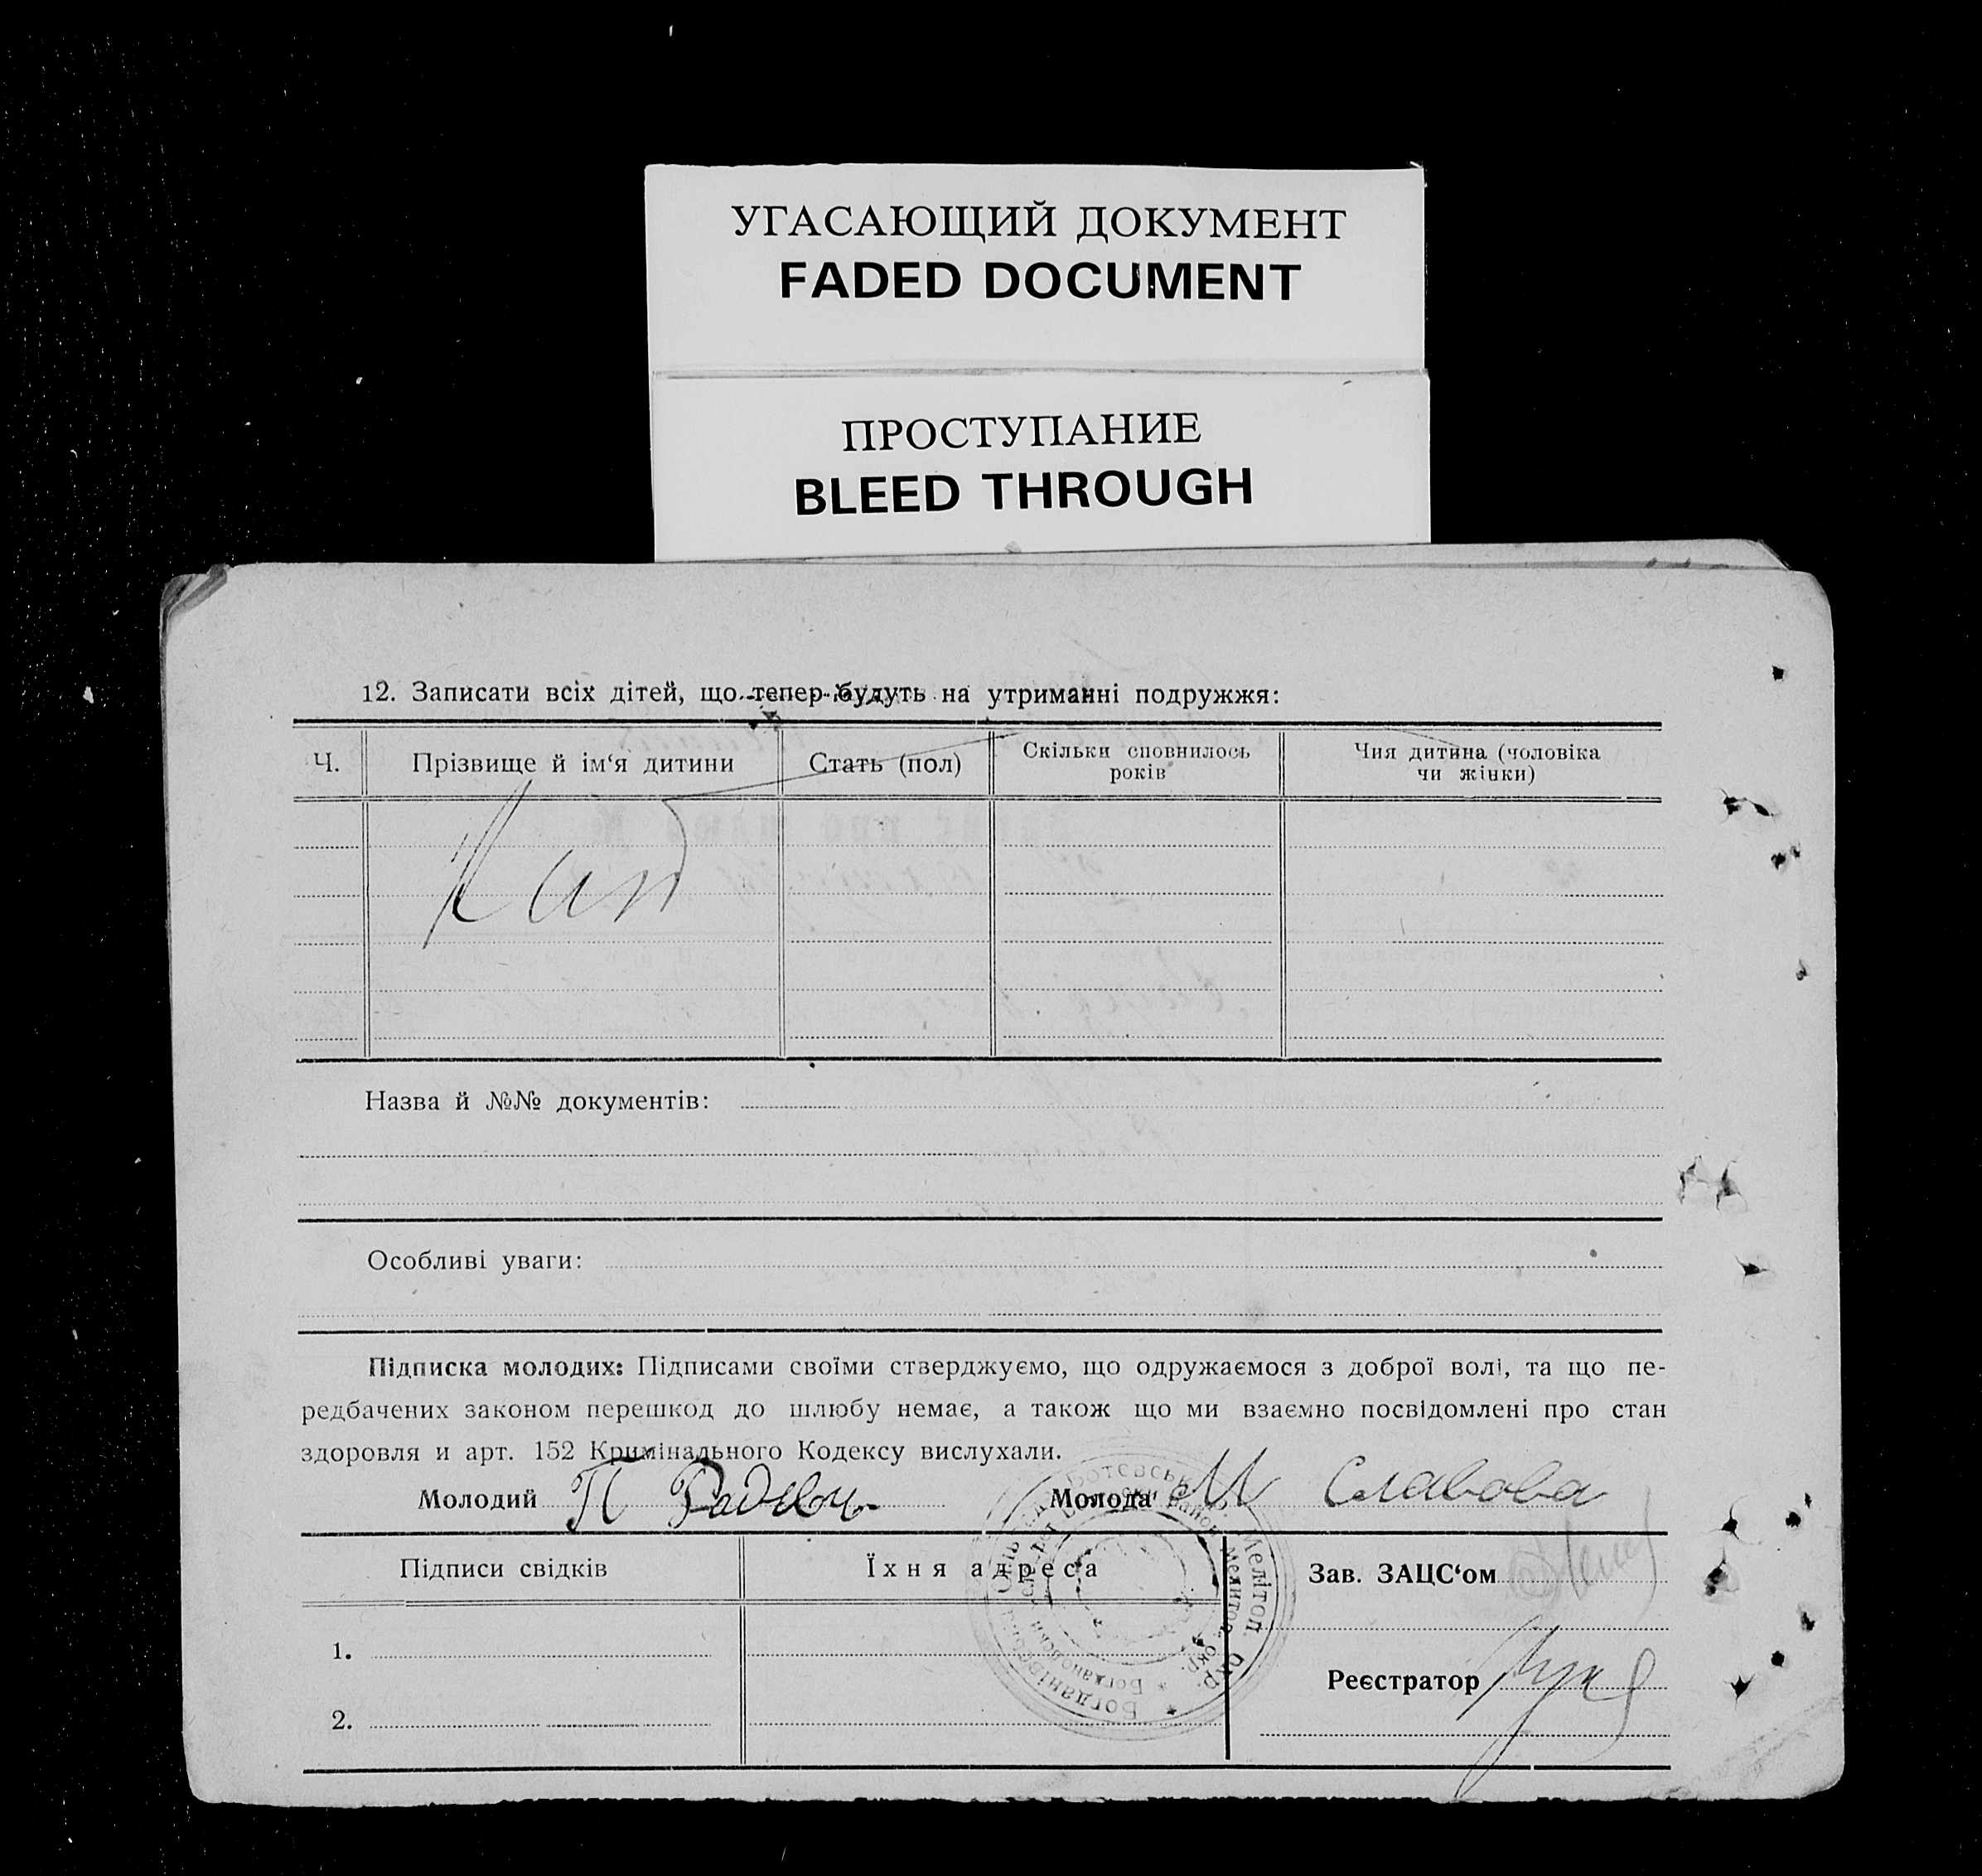 УГАСАЮЩИЙ ДОКУМЕНТ
FADED DOCUMENT
ПРОСТУПАНИЕ
BLEED THROUGH
12. Записати всіх дітей, що тепер будуть на утриманні подружжя:
Ч.
Прізвище й ім‘я дитини
Стать (пол)
Скільки сповнилось
років
Чия дитина (чоловіка
чи жінки)
Назва й №№ документів:
Особливі уваги:
Підписка молодих: Підписами своїми стверджуємо, що одружаємося з доброї волі, та що пе-
редбачених законом перешкод до шлюбу немає, а також що ми взаємно посвідомлені про стан
здоровля и арт. 152 Кримінального Кодексу вислухали.
Молодий П
Молода М Славова
Підписи свідків
Їхня адреса
Зав. ЗАЦС‘ом
1.
Реєстратор
2.